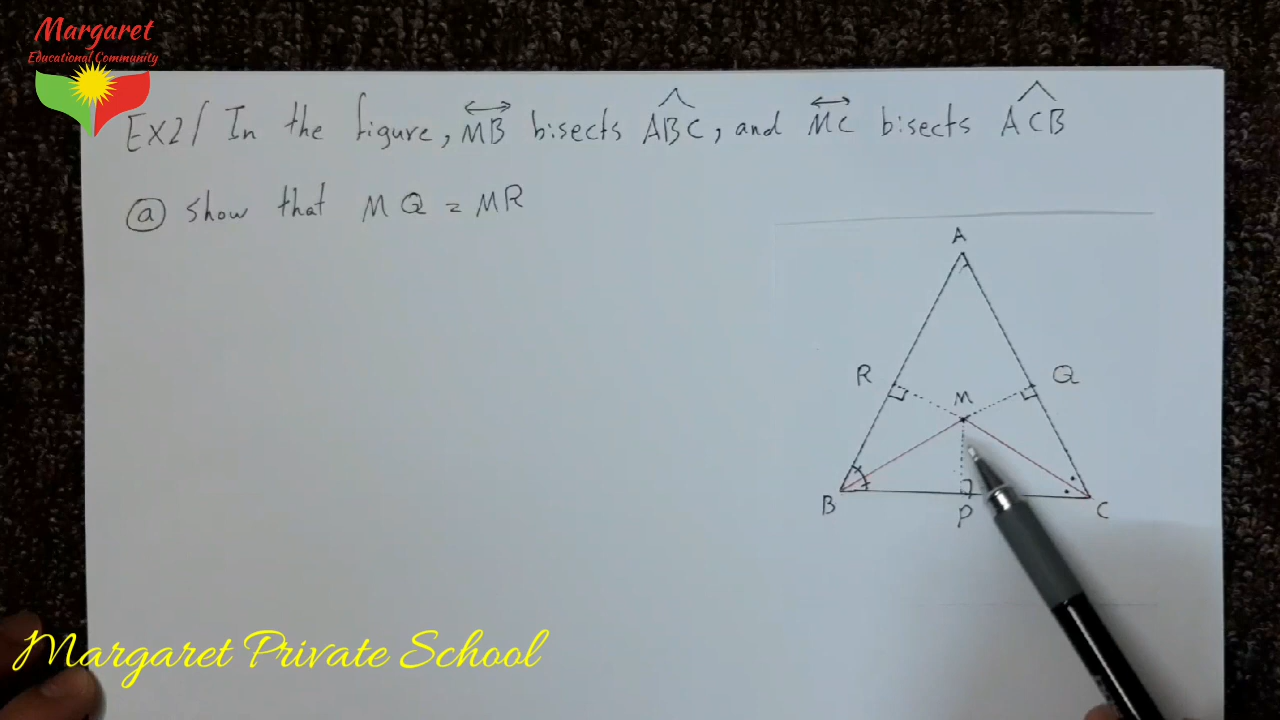 Margaret
Educational Community
Ex2/ In the figure, MB bisects ABC, and MC bisects ACB
ⓐ Show that MQ = MR
A
R
M
Q
B
P
C
Margaret Private School